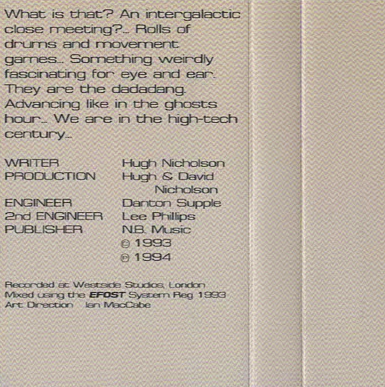 What is that? An intergalactic
close meeting?... Rolls of
drums and movement
games... Something weirdly
fascinating for eye and ear.
They are the dadadang.
Advancing like in the ghosts
hour... We are in the high-tech
century...
WRITER Hugh Nicholson
PRODUCTION Hugh & David
Nicholson
ENGINEER Danton Supple
2nd ENGINEER Lee Phillips
PUBLISHER N.B. Music
© 1993
℗ 1994
Recorded at Westside Studios, London
Mixed using the EFOST System Reg 1993
Art Direction Ian MacCabe